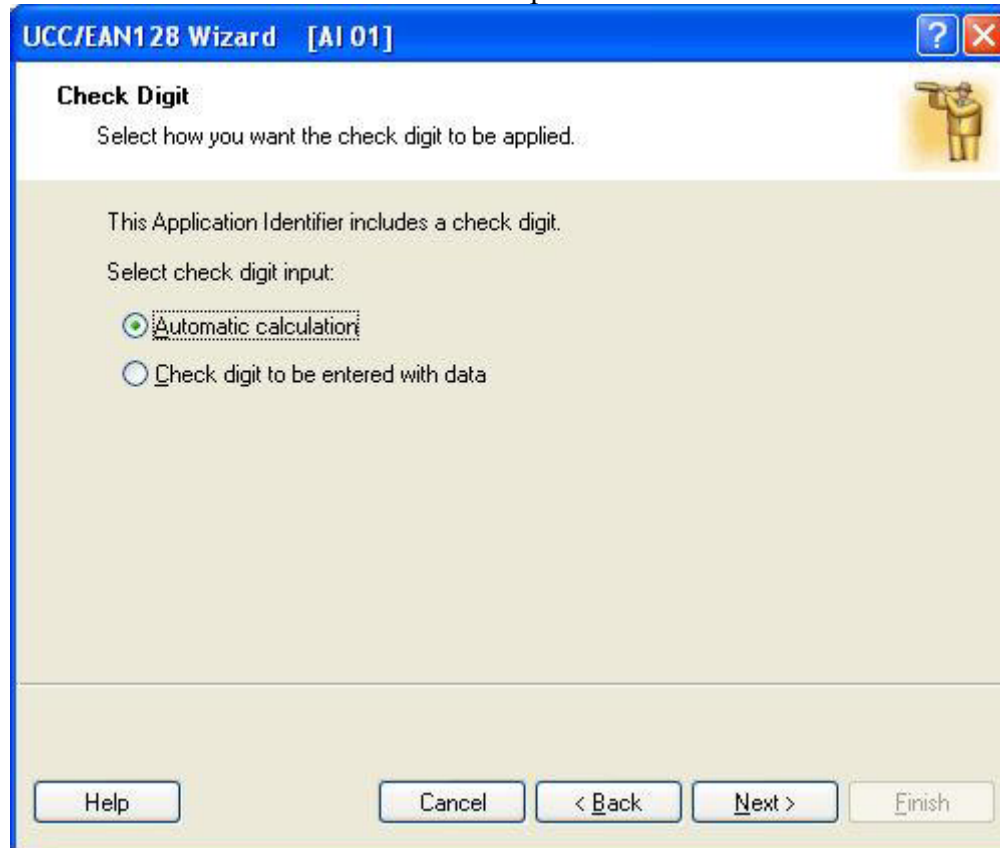 UCC/EAN128 Wizard [AI 01]
Check Digit
Select how you want the check digit to be applied.
This Application Identifier includes a check digit.
Select check digit input:
Automatic calculation
Check digit to be entered with data
Help Cancel < Back Next > Finish